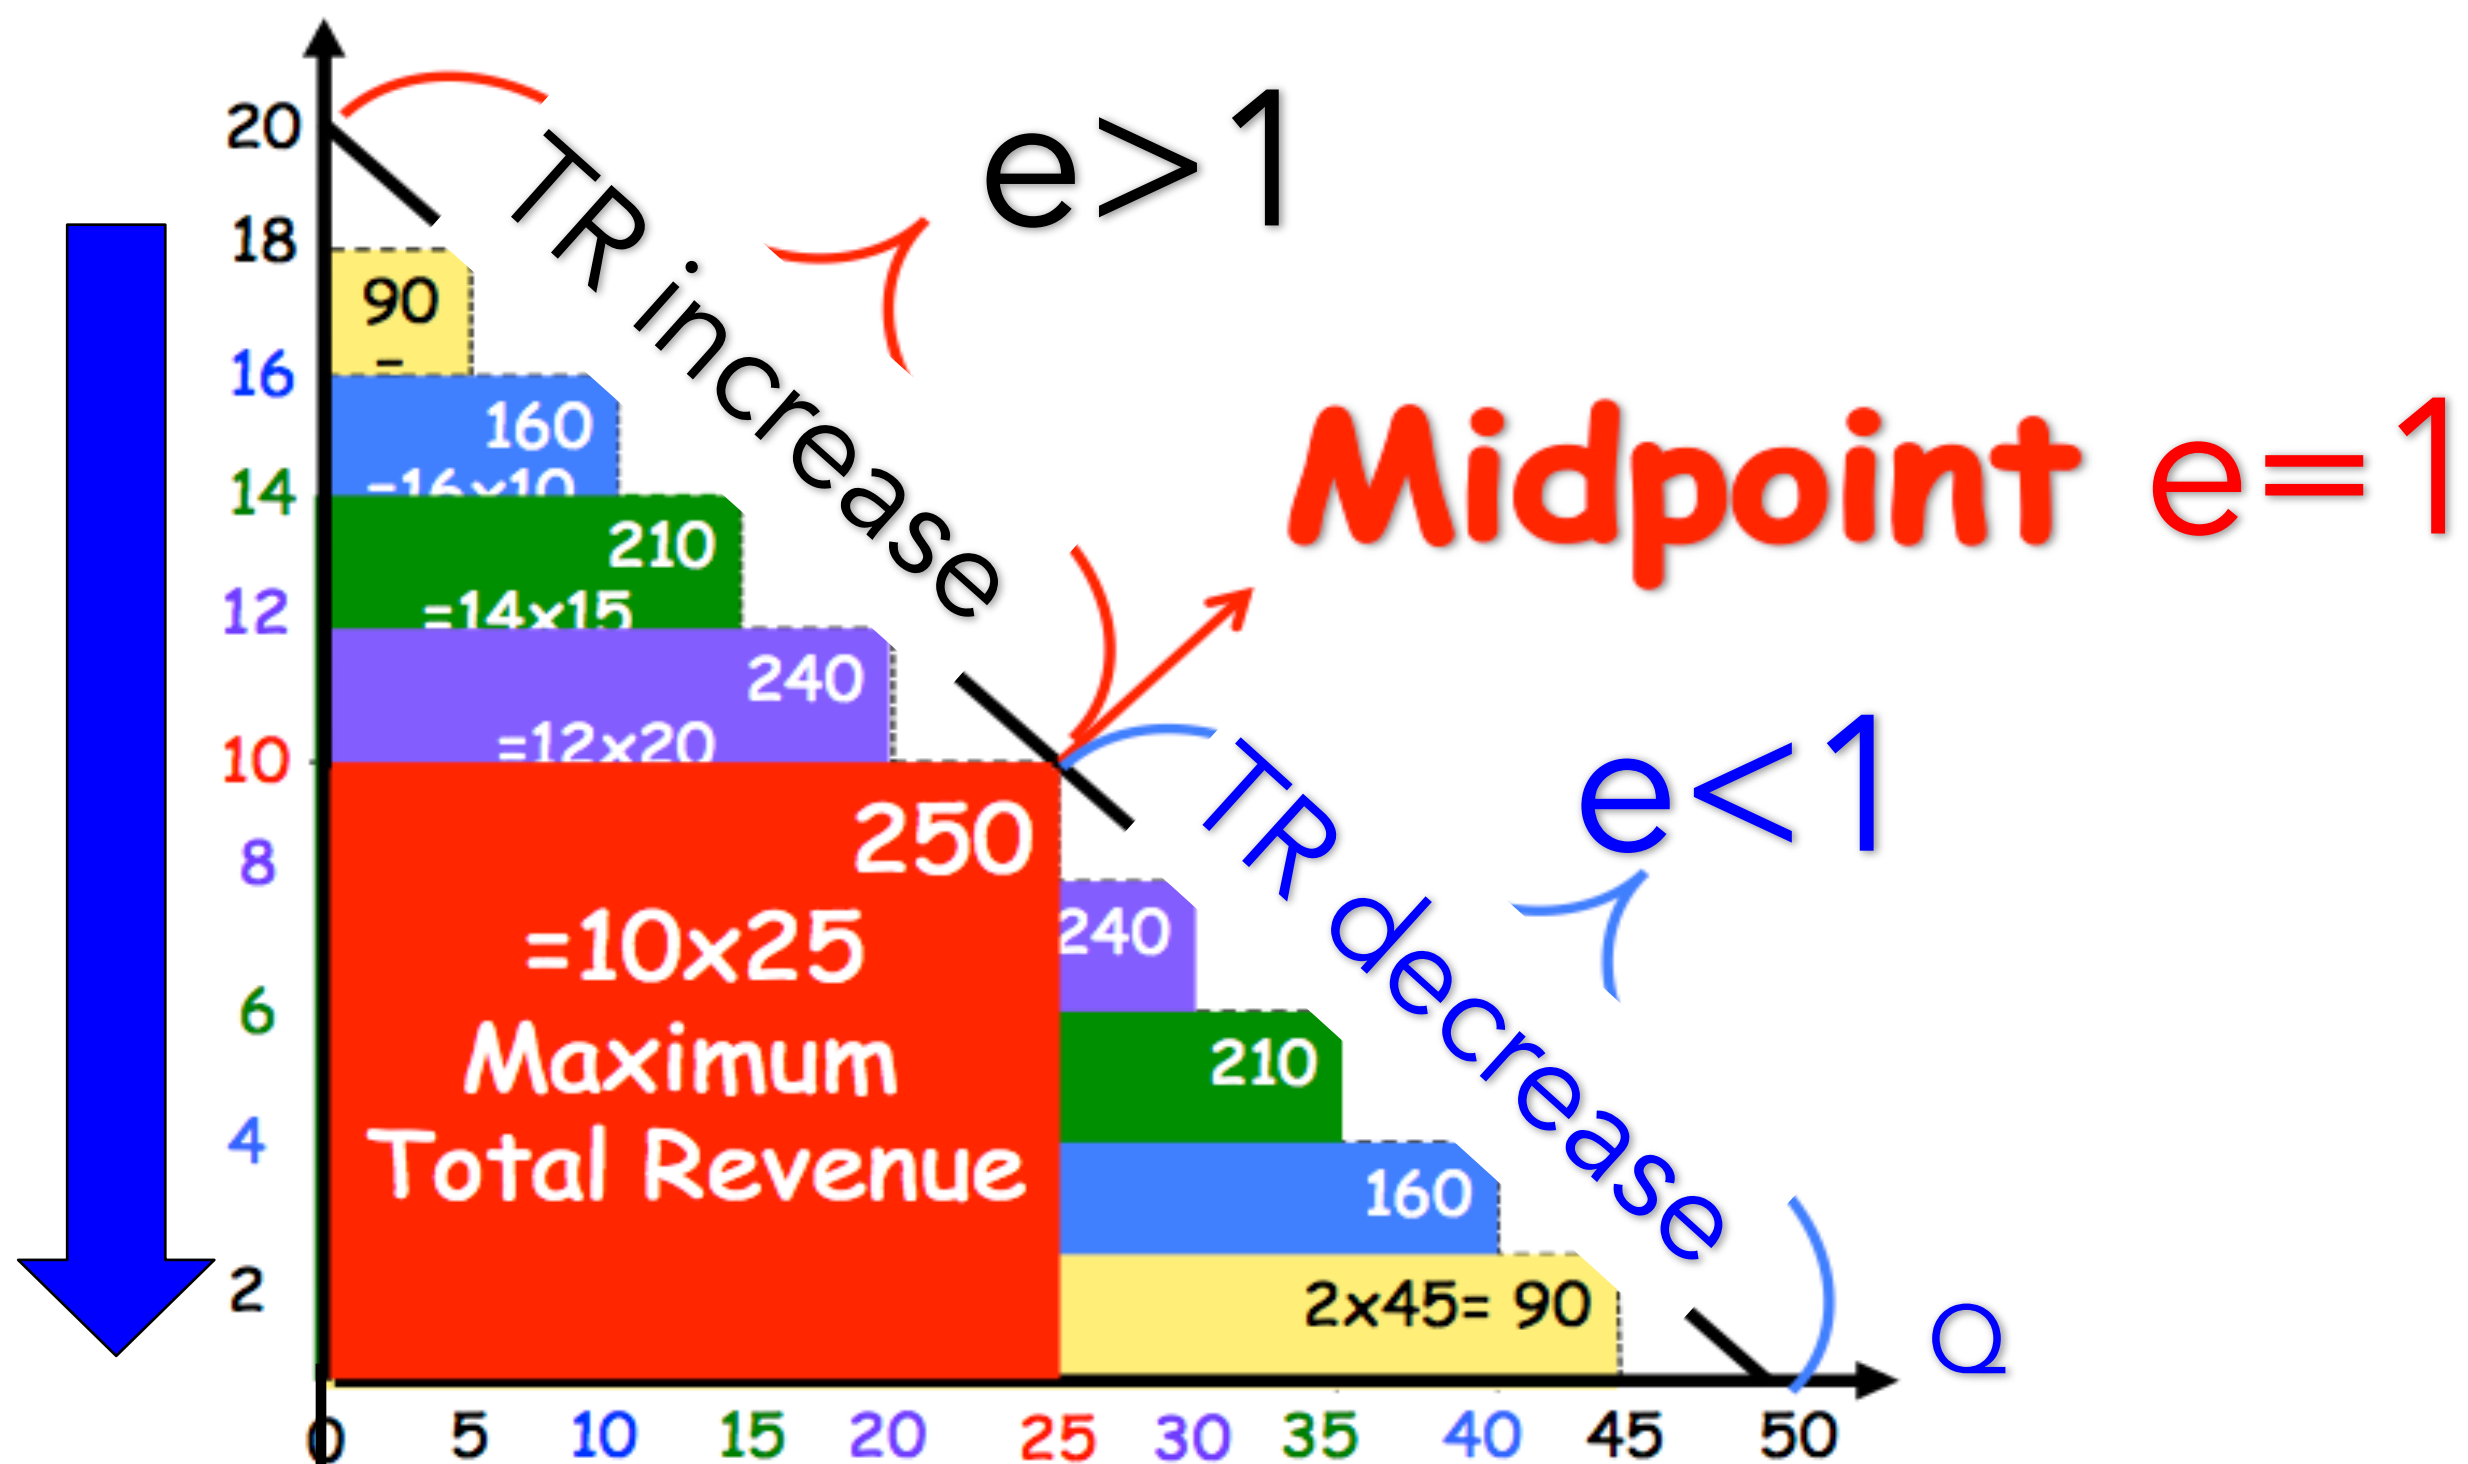 e>1
20
TR increase
18
90
=
16
160
=16x10
14
210
=14x15
Midpoint e=1
12
240
=12x20
10
250
=10x25
Maximum
Total Revenue
e<1
TR decrease
8
240
6
210
4
160
2
2x45= 90
Q
0 5 10 15 20 25 30 35 40 45 50